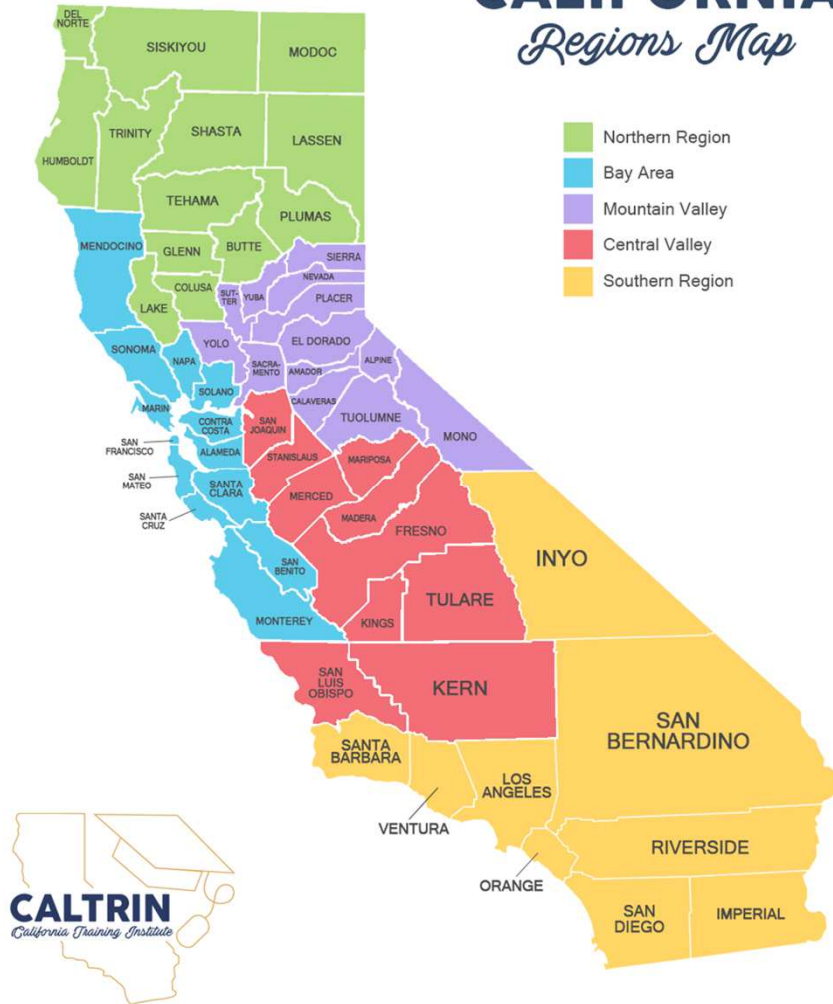 CALIFORNIA
Regions Map
Northern Region
Bay Area
Mountain Valley
Central Valley
Southern Region
DEL
NORTE
SISKIYOU
MODOC
HUMBOLDT
TRINITY
SHASTA
LASSEN
TEHAMA
PLUMAS
MENDOCINO
GLENN
BUTTE
SIERRA
NEVADA
LAKE
COLUSA
SUT-
TER
YUBA
PLACER
SONOMA
NAPA
YOLO
EL DORADO
SACRA-
MENTO
AMADOR
ALPINE
SOLANO
MARIN
CALAVERAS
TUOLUMNE
MONO
CONTRA
COSTA
SAN
JOAQUIN
SAN
FRANCISCO
ALAMEDA
STANISLAUS
MARIPOSA
SAN
MATEO
SANTA
CLARA
MERCED
SANTA
CRUZ
MADERA
FRESNO
SAN
BENITO
INYO
MONTEREY
KINGS
TULARE
SAN
LUIS
OBISPO
KERN
SAN
BERNARDINO
SANTA
BARBARA
VENTURA
LOS
ANGELES
ORANGE
RIVERSIDE
SAN
DIEGO
IMPERIAL
CALTRIN
California Training Institute